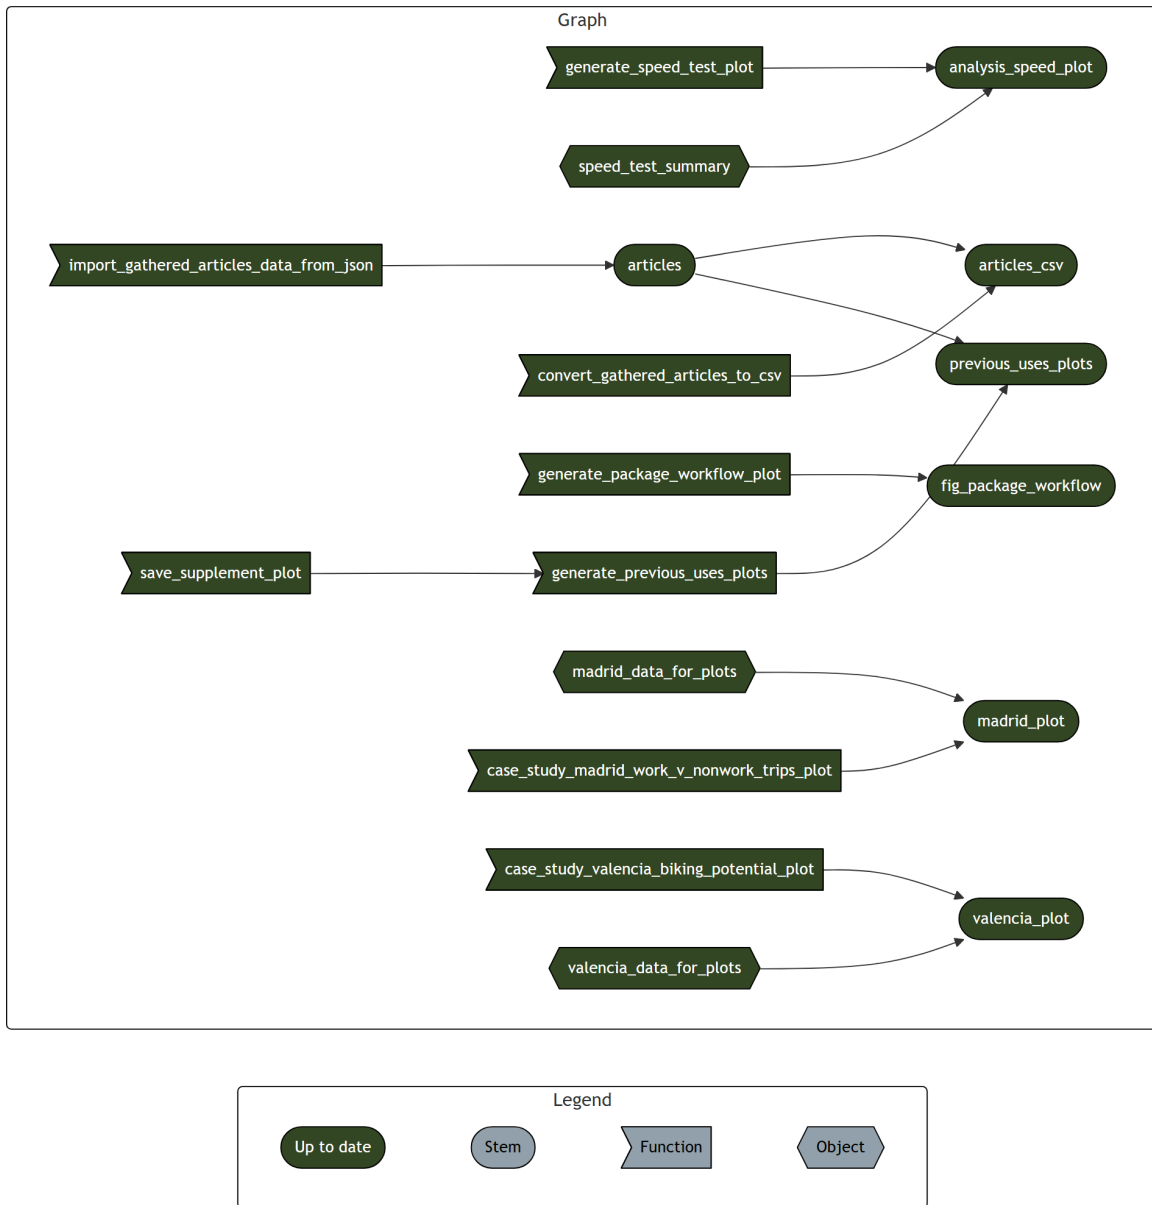 Graph
generate_speed_test_plot
analysis_speed_plot
speed_test_summary
import_gathered_articles_data_from_json
articles
articles_csv
convert_gathered_articles_to_csv
previous_uses_plots
generate_package_workflow_plot
fig_package_workflow
save_supplement_plot
generate_previous_uses_plots
madrid_data_for_plots
madrid_plot
case_study_madrid_work_v_nonwork_trips_plot
case_study_valencia_biking_potential_plot
valencia_plot
valencia_data_for_plots
Legend
Up to date
Stem
Function
Object